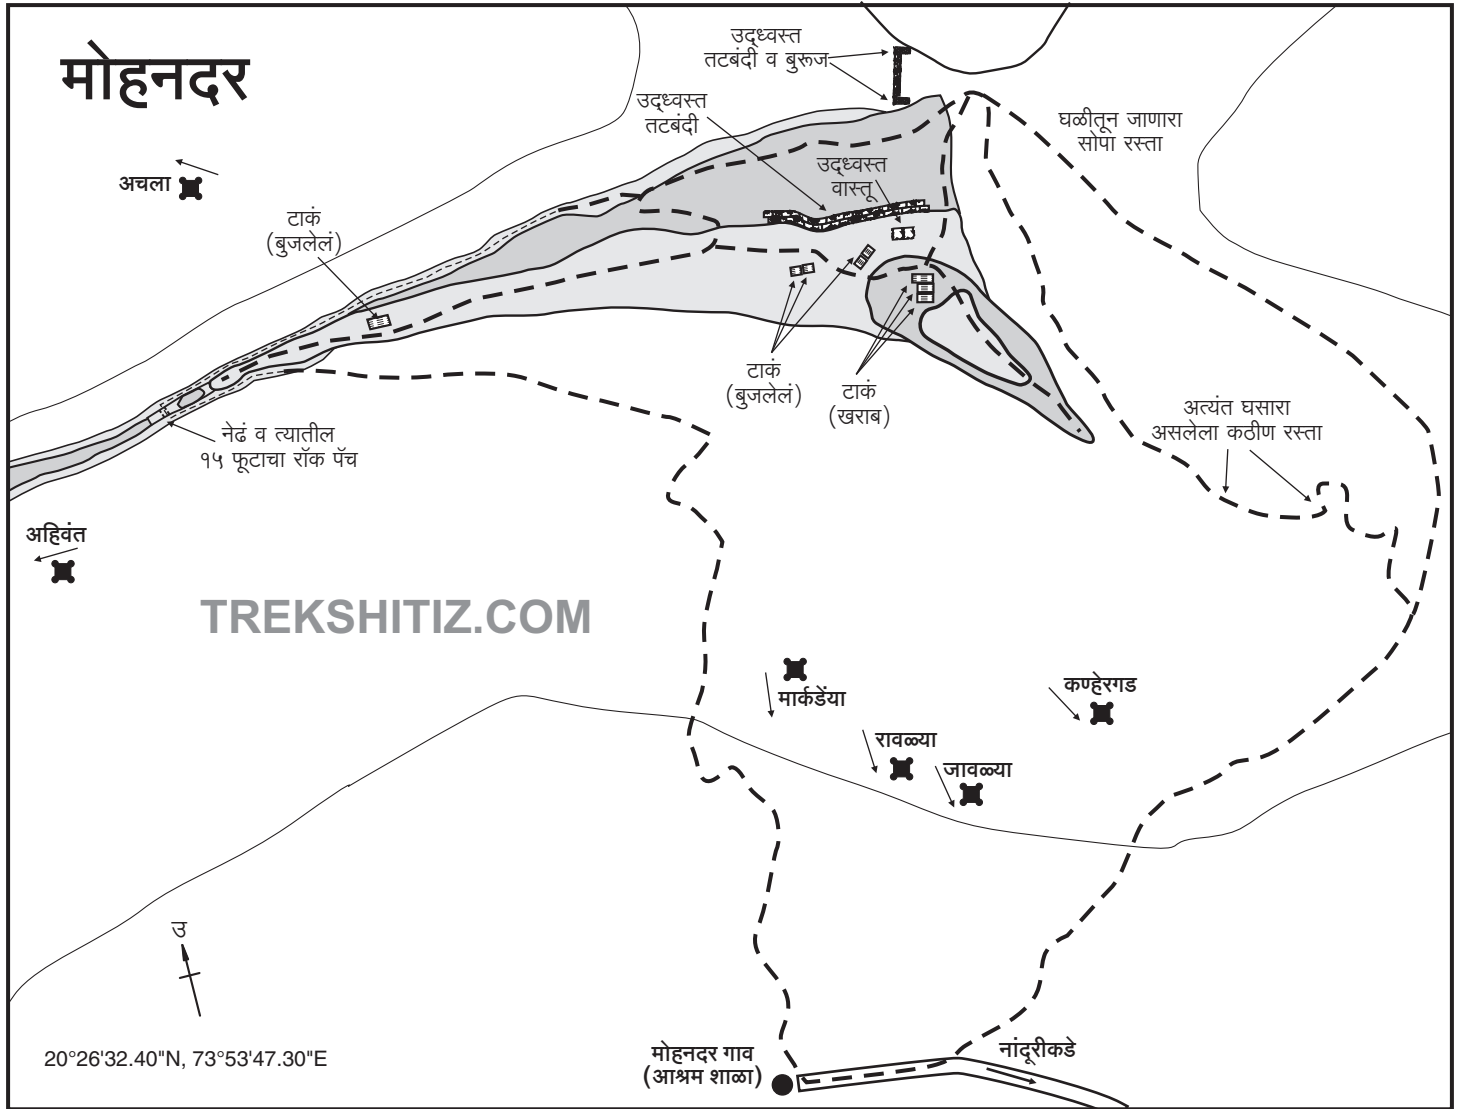 मोहनदर
उद्ध्वस्त
तटबंदी व बुरूज
उद्ध्वस्त
तटबंदी
घळीतून जाणारा
सोपा रस्ता
उद्ध्वस्त
वास्तू
अचला
टाकं
(बुजलेलं)
टाकं
(बुजलेलं)
टाकं
(खराब)
अत्यंत घसारा
असलेला कठीण रस्ता
नेढं व त्यातील
१५ फूटाचा रॉक पॅच
अहिवंत
TREKSHITIZ.COM
मार्कडेंया
कण्हेरगड
रावळ्या
जावळ्या
उ
20°26'32.40"N, 73°53'47.30"E
मोहनदर गाव
(आश्रम शाळा)
नांदूरीकडे